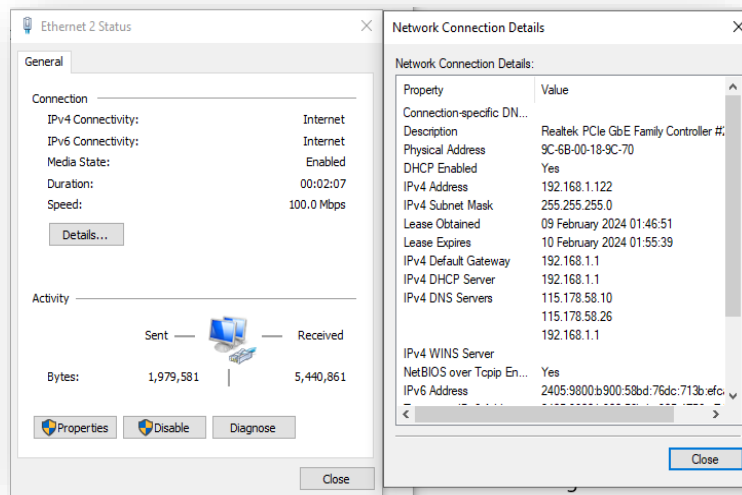 Ethernet 2 Status
General
Connection
IPv4 Connectivity: Internet
IPv6 Connectivity: Internet
Media State: Enabled
Duration: 00:02:07
Speed: 100.0 Mbps
Details...
Activity
Sent — Received
Bytes: 1,979,581 5,440,861
Properties Disable Diagnose
Close
Network Connection Details
Network Connection Details:
Property Value
Connection-specific DN...
Description Realtek PCIe GbE Family Controller #2
Physical Address 9C-6B-00-18-9C-70
DHCP Enabled Yes
IPv4 Address 192.168.1.122
IPv4 Subnet Mask 255.255.255.0
Lease Obtained 09 February 2024 01:46:51
Lease Expires 10 February 2024 01:55:39
IPv4 Default Gateway 192.168.1.1
IPv4 DHCP Server 192.168.1.1
IPv4 DNS Servers 115.178.58.10
115.178.58.26
192.168.1.1
IPv4 WINS Server
NetBIOS over Tcpip En... Yes
IPv6 Address 2405:9800:b900:58bd:76dc:713b:efc
Close